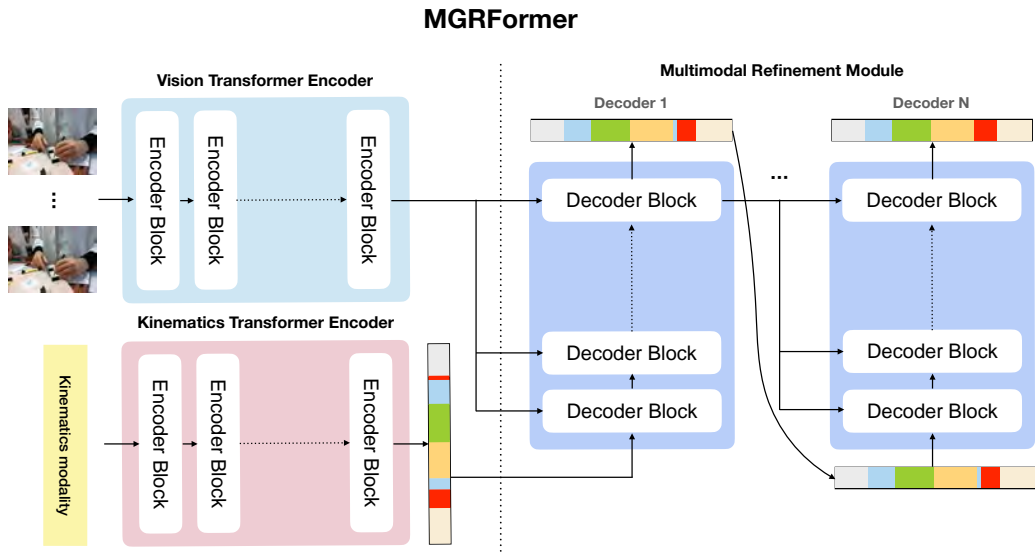 MGRFormer
Vision Transformer Encoder
Encoder Block
Encoder Block
Encoder Block
...
Kinematics Transformer Encoder
Kinematics modality
Encoder Block
Encoder Block
Encoder Block
Multimodal Refinement Module
Decoder 1
Decoder Block
Decoder Block
Decoder Block
...
Decoder N
Decoder Block
Decoder Block
Decoder Block